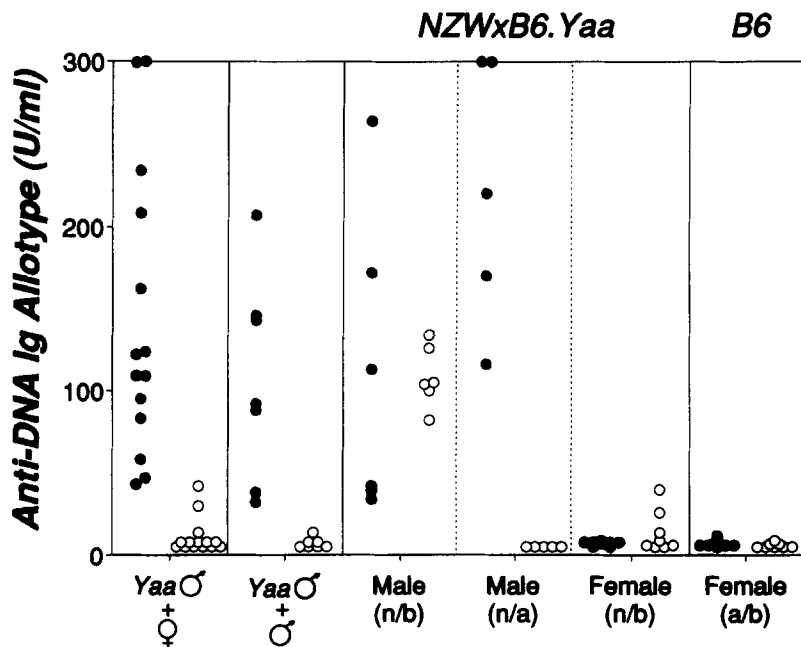 NZWxB6.Yaa B6
Anti-DNA Ig Allotype (U/ml)
300
200
100
0
Yaa♂ + ♀
Yaa♂ + ♂
Male (n/b)
Male (n/a)
Female (n/b)
Female (a/b)